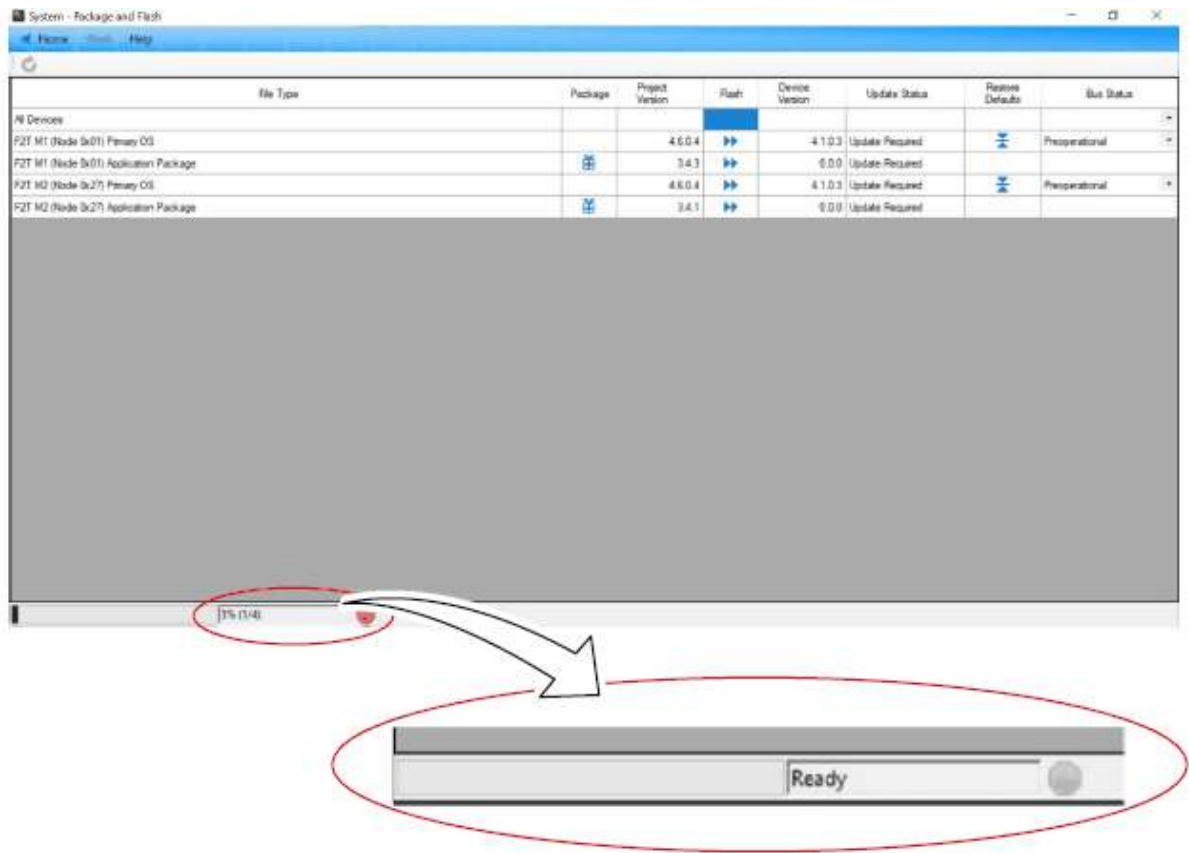 System - Package and Flash
Home Flash Help
File Type Package Project Version Flash Device Version Update Status Restore Defaults Bus Status
All Devices
F2T M1 (Node 0x01) Primary OS 4.6.0.4 4.1.0.3 Update Required Preoperational
F2T M1 (Node 0x01) Application Package 3.4.3 0.0.0 Update Required
F2T M2 (Node 0x27) Primary OS 4.6.0.4 4.1.0.3 Update Required Preoperational
F2T M2 (Node 0x27) Application Package 3.4.1 0.0.0 Update Required
3% (1/4)
Ready